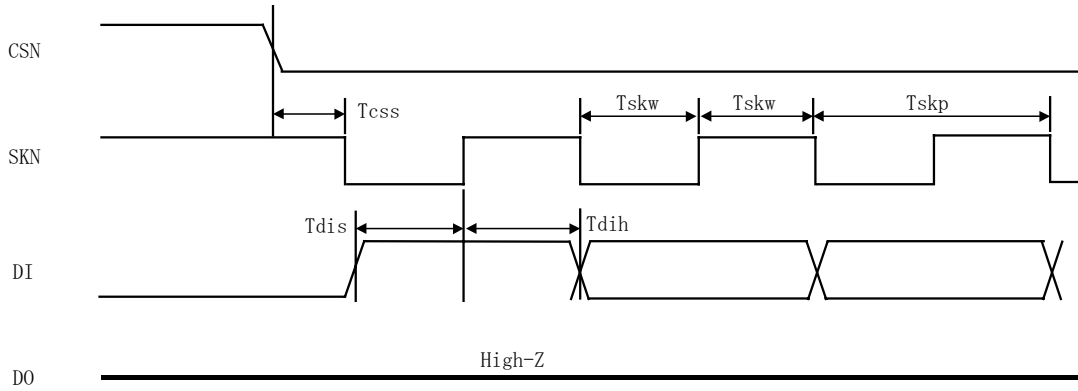 CSN
Tcss
Tskw
Tskw
Tskp
SKN
Tdis
Tdih
DI
High-Z
DO